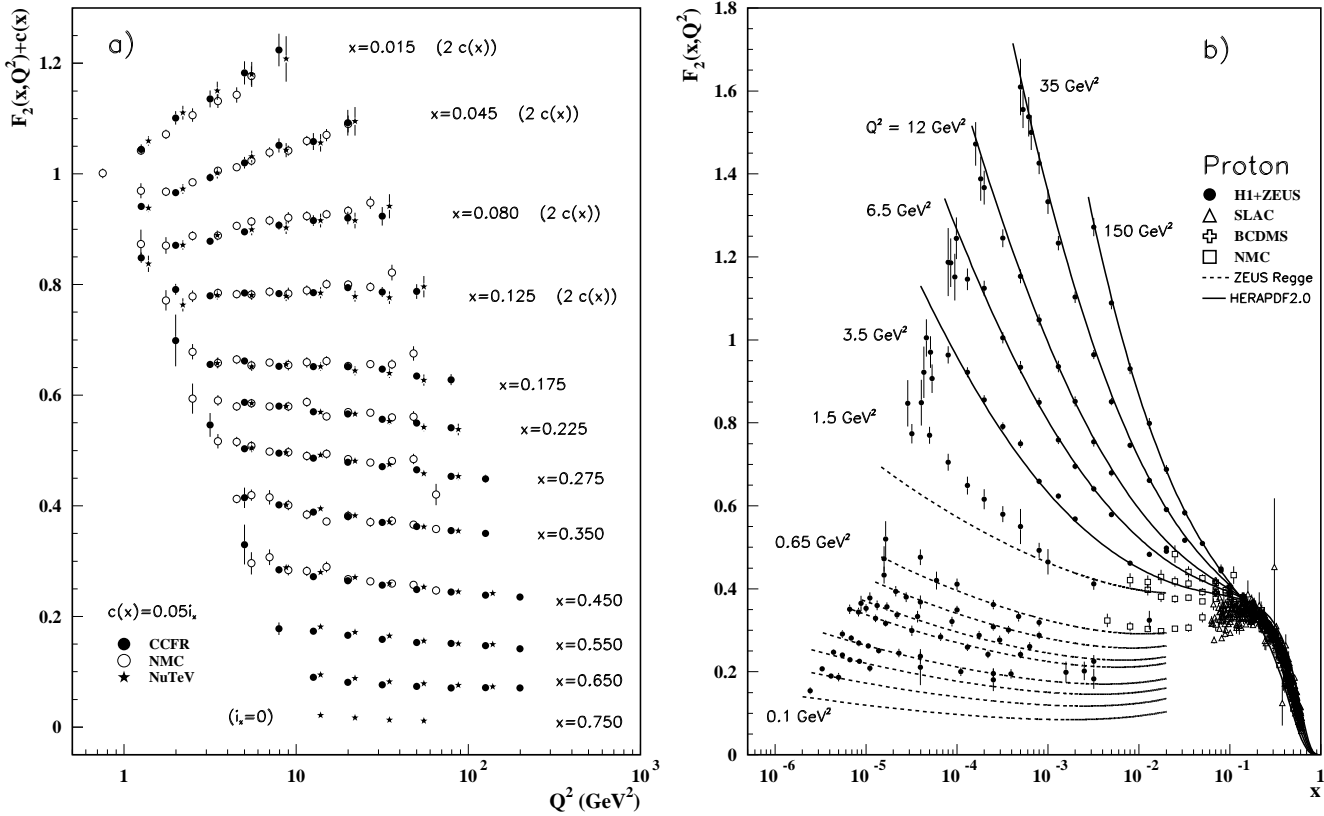 F₂(x,Q²)+c(x)
a)
1.2
1
0.8
0.6
0.4
0.2
0
x=0.015 (2 c(x))
x=0.045 (2 c(x))
x=0.080 (2 c(x))
x=0.125 (2 c(x))
x=0.175
x=0.225
x=0.275
x=0.350
x=0.450
x=0.550
x=0.650
x=0.750
c(x)=0.05iₓ
CCFR
NMC
NuTeV
(iₓ=0)
1 10 10² 10³
Q² (GeV²)
F₂(x,Q²)
b)
1.8
1.6
1.4
1.2
1
0.8
0.6
0.4
0.2
0
35 GeV²
Q² = 12 GeV²
6.5 GeV²
150 GeV²
3.5 GeV²
1.5 GeV²
0.65 GeV²
0.1 GeV²
Proton
H1+ZEUS
SLAC
BCDMS
NMC
ZEUS Regge
HERAPDF2.0
10⁻⁶ 10⁻⁵ 10⁻⁴ 10⁻³ 10⁻² 10⁻¹ 1
x